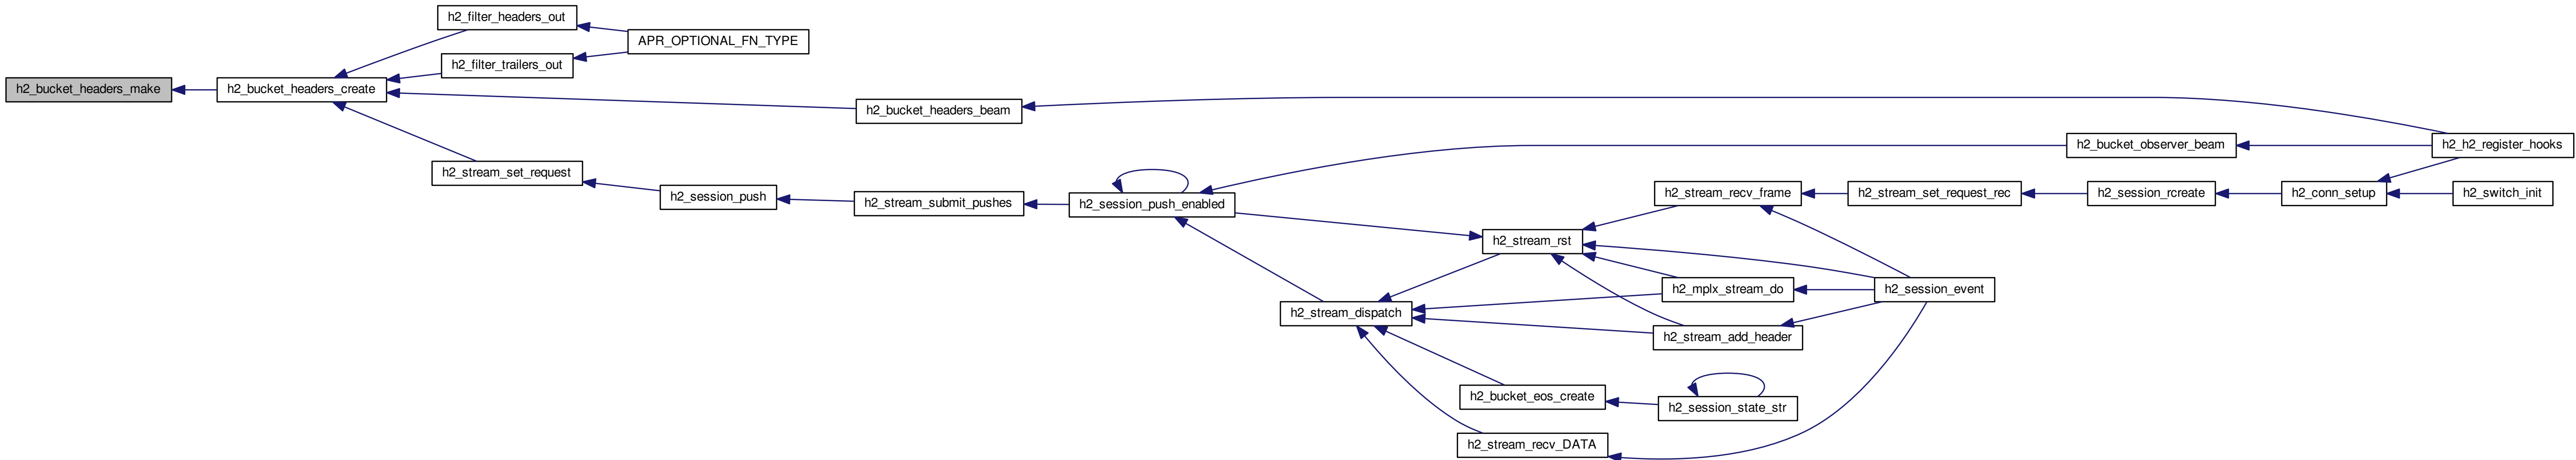 h2_filter_headers_out
APR_OPTIONAL_FN_TYPE
h2_filter_trailers_out
h2_bucket_headers_make
h2_bucket_headers_create
h2_bucket_headers_beam
h2_bucket_observer_beam
h2_h2_register_hooks
h2_stream_set_request
h2_session_push
h2_stream_submit_pushes
h2_session_push_enabled
h2_stream_recv_frame
h2_stream_set_request_rec
h2_session_rcreate
h2_conn_setup
h2_switch_init
h2_stream_rst
h2_mplx_stream_do
h2_session_event
h2_stream_dispatch
h2_stream_add_header
h2_bucket_eos_create
h2_session_state_str
h2_stream_recv_DATA